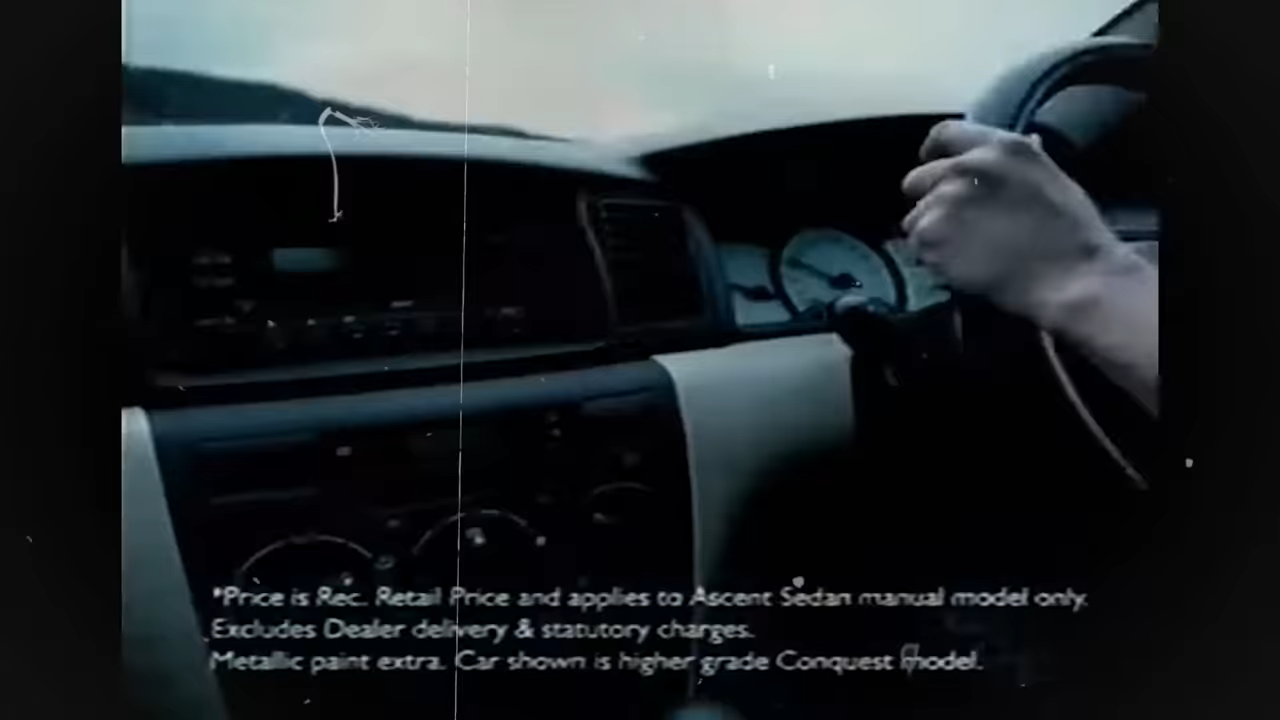 *Price is Rec. Retail Price and applies to Ascent Sedan manual model only.
Excludes Dealer delivery & statutory charges.
Metallic paint extra. Car shown is higher grade Conquest model.